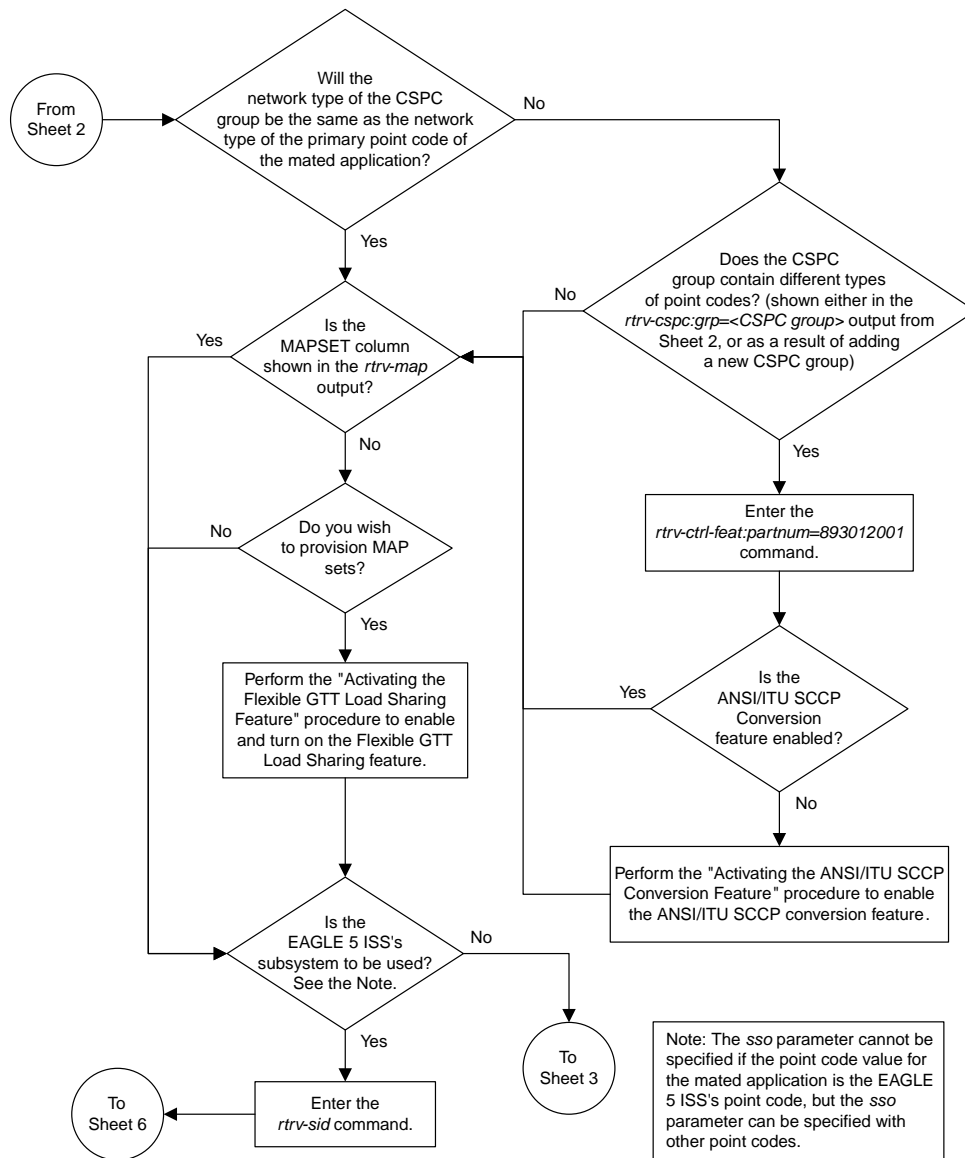 From
Sheet 2
Will the
network type of the CSPC
group be the same as the network
type of the primary point code of
the mated application?
No
Yes
Does the CSPC
group contain different types
of point codes? (shown either in the
rtrv-cspc:grp=<CSPC group> output from
Sheet 2, or as a result of adding
a new CSPC group)
No
Yes
Is the
MAPSET column
shown in the rtrv-map
output?
Yes
No
Enter the
rtrv-ctrl-feat:partnum=893012001
command.
Do you wish
to provision MAP
sets?
No
Yes
Is the
ANSI/ITU SCCP
Conversion
feature enabled?
Yes
No
Perform the "Activating the
Flexible GTT Load Sharing
Feature" procedure to enable
and turn on the Flexible GTT
Load Sharing feature.
Perform the "Activating the ANSI/ITU SCCP
Conversion Feature" procedure to enable
the ANSI/ITU SCCP conversion feature.
Is the
EAGLE 5 ISS's
subsystem to be used?
See the Note.
No
Yes
To
Sheet 3
Enter the
rtrv-sid command.
To
Sheet 6
Note: The sso parameter cannot be
specified if the point code value for
the mated application is the EAGLE
5 ISS's point code, but the sso
parameter can be specified with
other point codes.